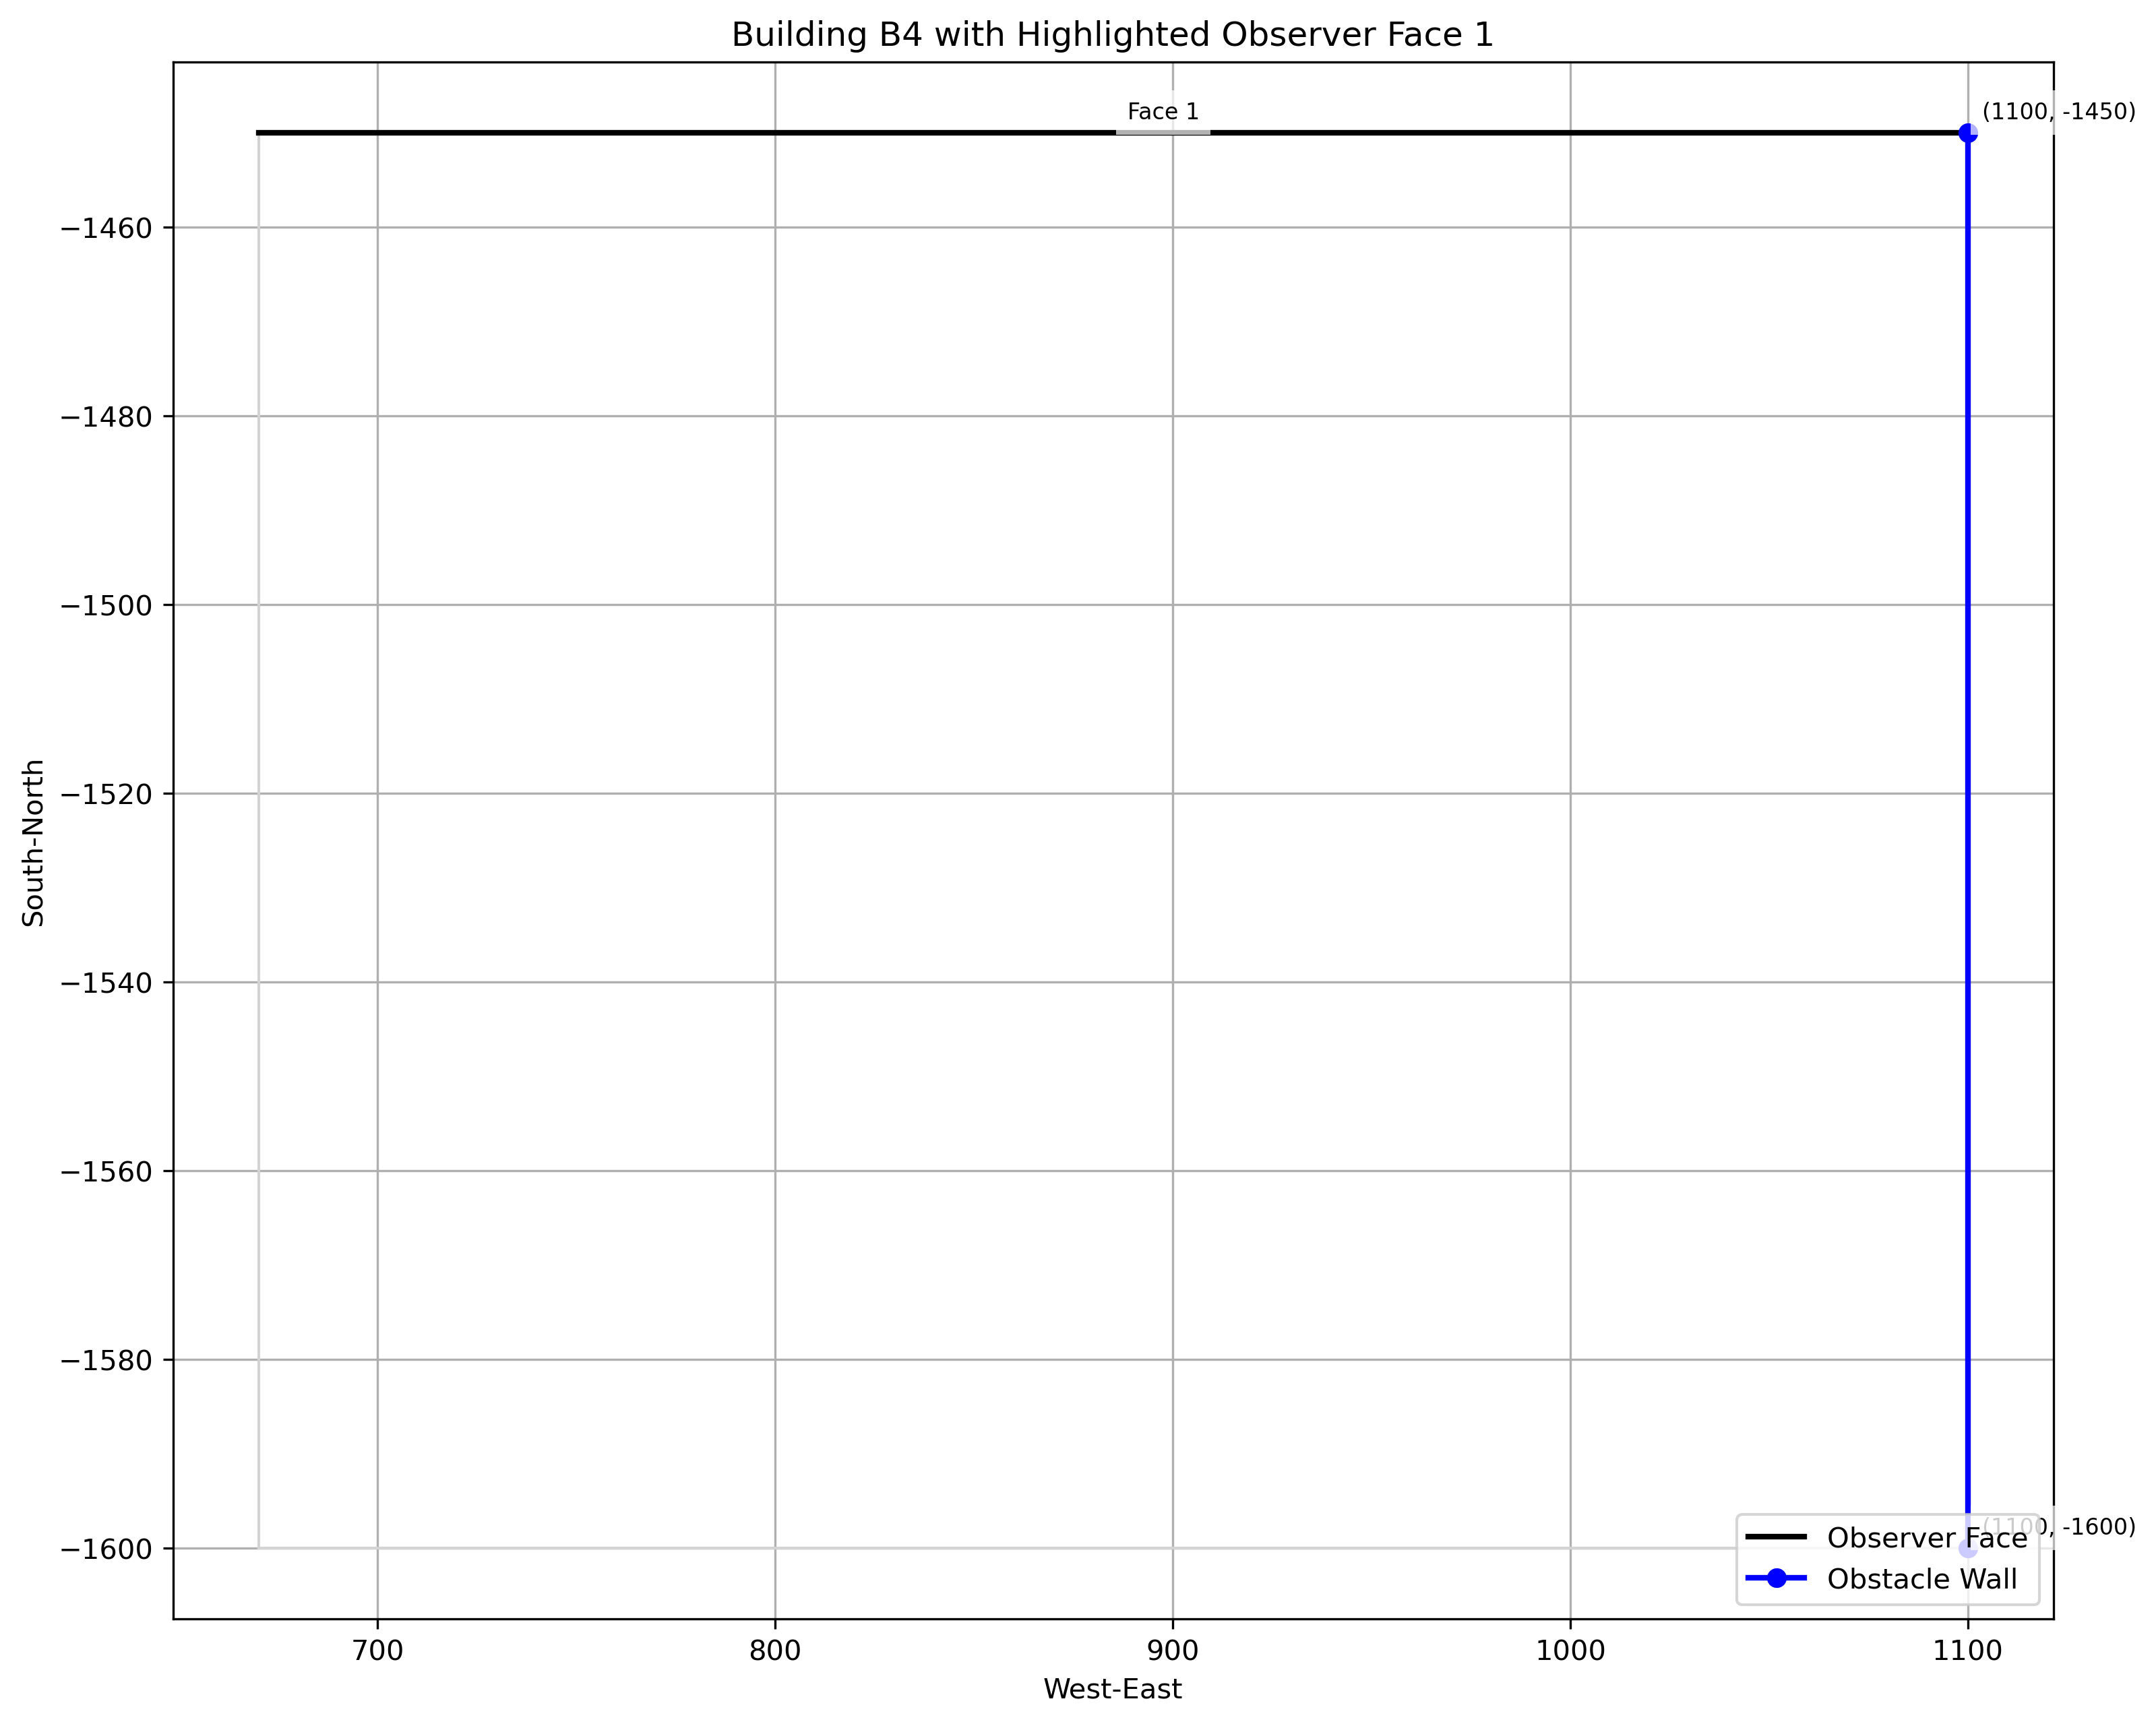 Building B4 with Highlighted Observer Face 1
Face 1
(1100, -1450)
−1460
−1480
−1500
−1520
−1540
−1560
−1580
−1600
South-North
(1100, -1600)
Observer Face
Obstacle Wall
700
800
900
1000
1100
West-East